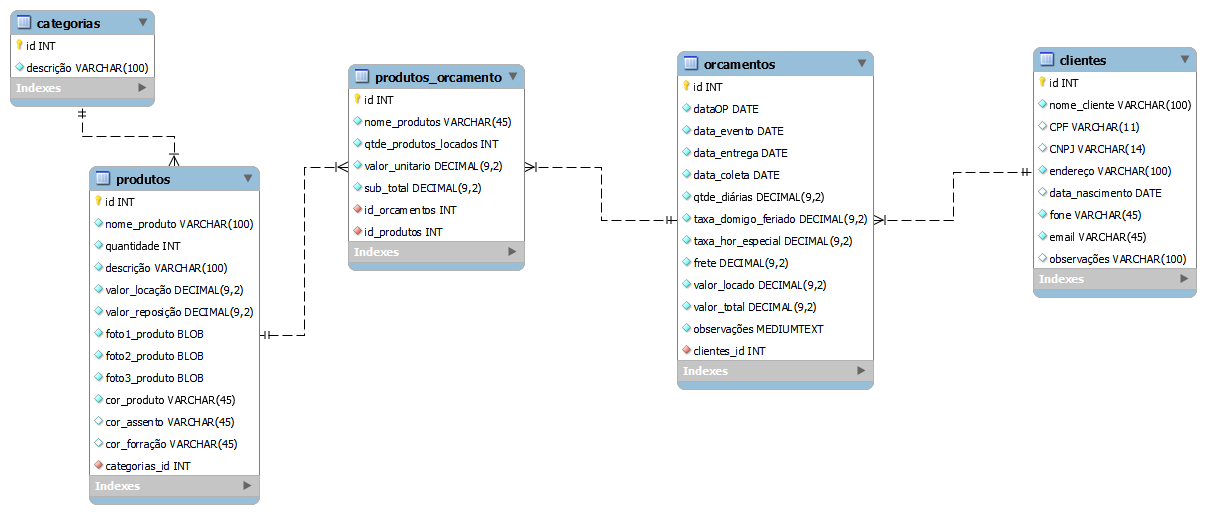 categorias
id INT
descrição VARCHAR(100)
Indexes
produtos
id INT
nome_produto VARCHAR(100)
quantidade INT
descrição VARCHAR(100)
valor_locação DECIMAL(9,2)
valor_reposição DECIMAL(9,2)
foto1_produto BLOB
foto2_produto BLOB
foto3_produto BLOB
cor_produto VARCHAR(45)
cor_assento VARCHAR(45)
cor_forração VARCHAR(45)
categorias_id INT
Indexes
produtos_orcamento
id INT
nome_produtos VARCHAR(45)
qtde_produtos_locados INT
valor_unitario DECIMAL(9,2)
sub_total DECIMAL(9,2)
id_orcamentos INT
id_produtos INT
Indexes
orcamentos
id INT
dataOP DATE
data_evento DATE
data_entrega DATE
data_coleta DATE
qtde_diárias DECIMAL(9,2)
taxa_domigo_feriado DECIMAL(9,2)
taxa_hor_especial DECIMAL(9,2)
frete DECIMAL(9,2)
valor_locado DECIMAL(9,2)
valor_total DECIMAL(9,2)
observações MEDIUMTEXT
clientes_id INT
Indexes
clientes
id INT
nome_cliente VARCHAR(100)
CPF VARCHAR(11)
CNPJ VARCHAR(14)
endereço VARCHAR(100)
data_nascimento DATE
fone VARCHAR(45)
email VARCHAR(45)
observações VARCHAR(100)
Indexes